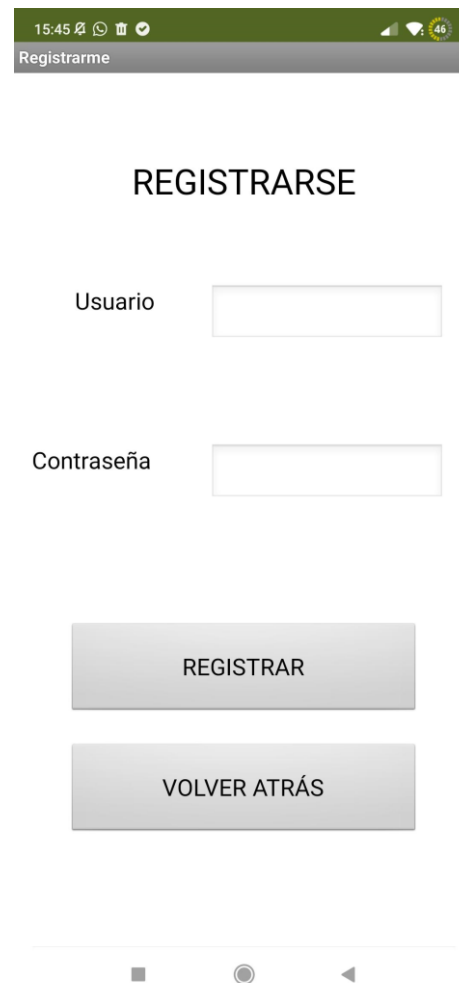 15:45
46
Registrarme
REGISTRARSE
Usuario
Contraseña
REGISTRAR
VOLVER ATRÁS